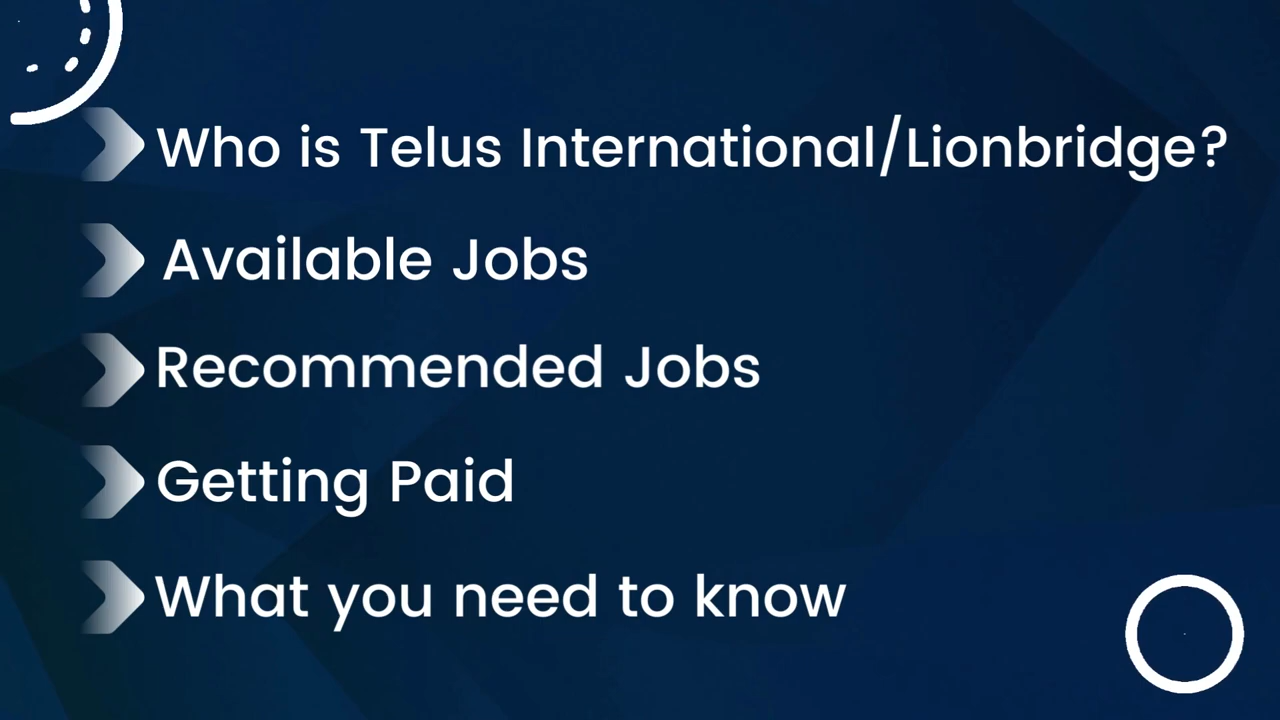 Who is Telus International/Lionbridge?
Available Jobs
Recommended Jobs
Getting Paid
What you need to know